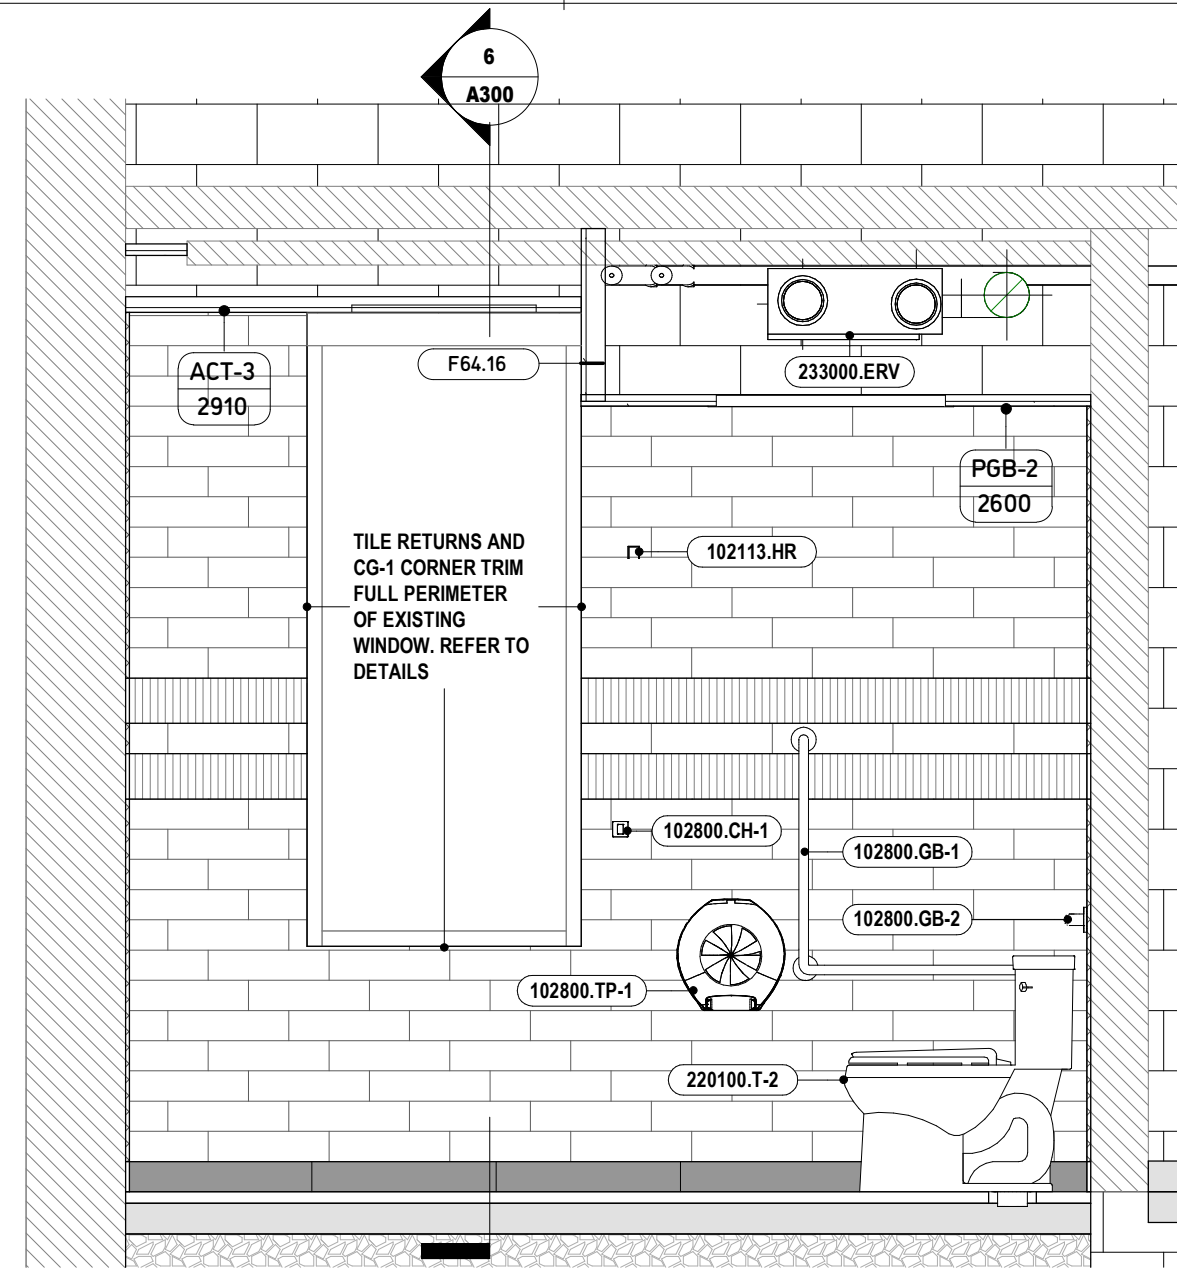 6
A300
F64.16
233000.ERV
ACT-3
2910
PGB-2
2600
TILE RETURNS AND
CG-1 CORNER TRIM
FULL PERIMETER
OF EXISTING
WINDOW. REFER TO
DETAILS
102113.HR
102800.CH-1
102800.GB-1
102800.GB-2
102800.TP-1
220100.T-2